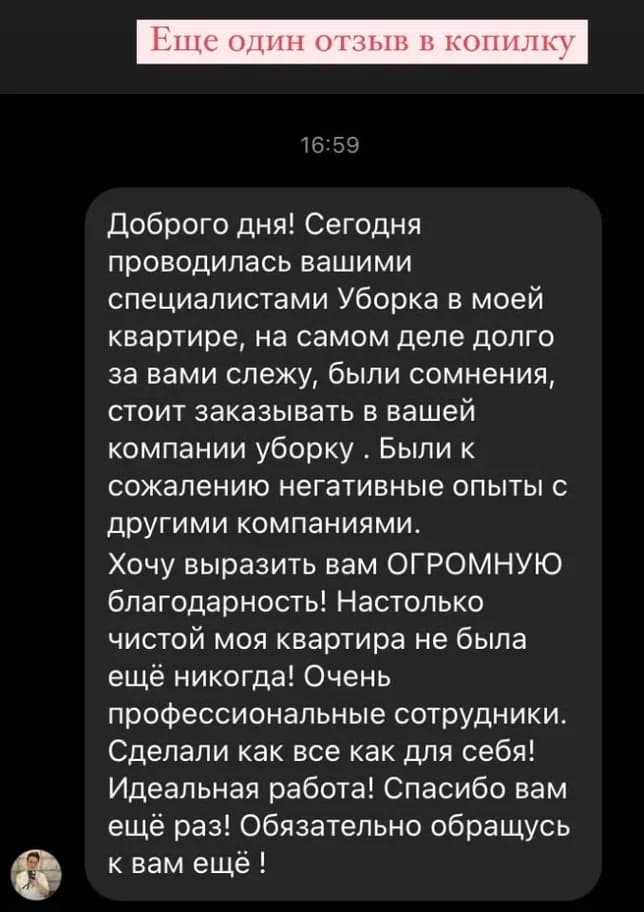 Еще один отзыв в копилку
16:59
Доброго дня! Сегодня
проводилась вашими
специалистами Уборка в моей
квартире, на самом деле долго
за вами слежу, были сомнения,
стоит заказывать в вашей
компании уборку . Были к
сожалению негативные опыты с
другими компаниями.
Хочу выразить вам ОГРОМНУЮ
благодарность! Настолько
чистой моя квартира не была
ещё никогда! Очень
профессиональные сотрудники.
Сделали как все как для себя!
Идеальная работа! Спасибо вам
ещё раз! Обязательно обращусь
к вам ещё !